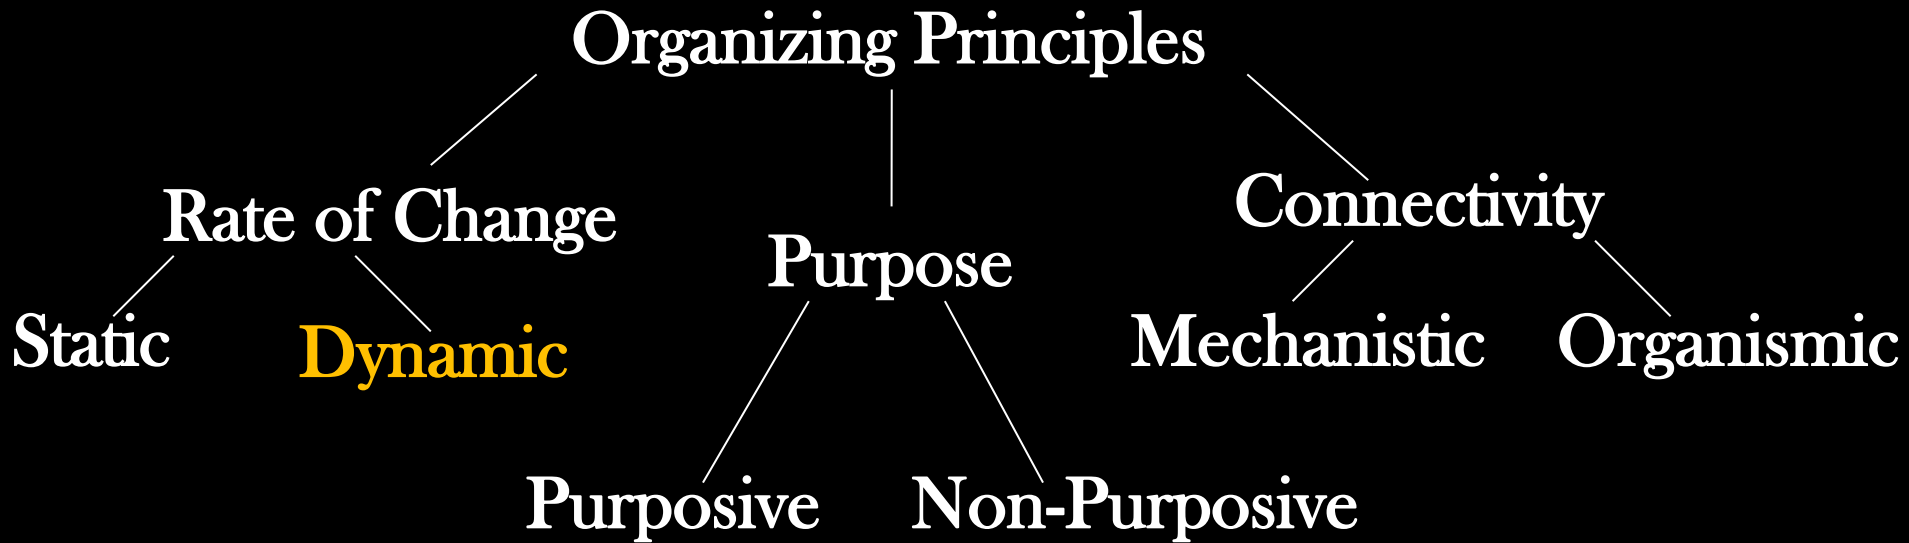 Organizing Principles
Rate of Change
Purpose
Connectivity
Static
Dynamic
Mechanistic
Organismic
Purposive
Non-Purposive